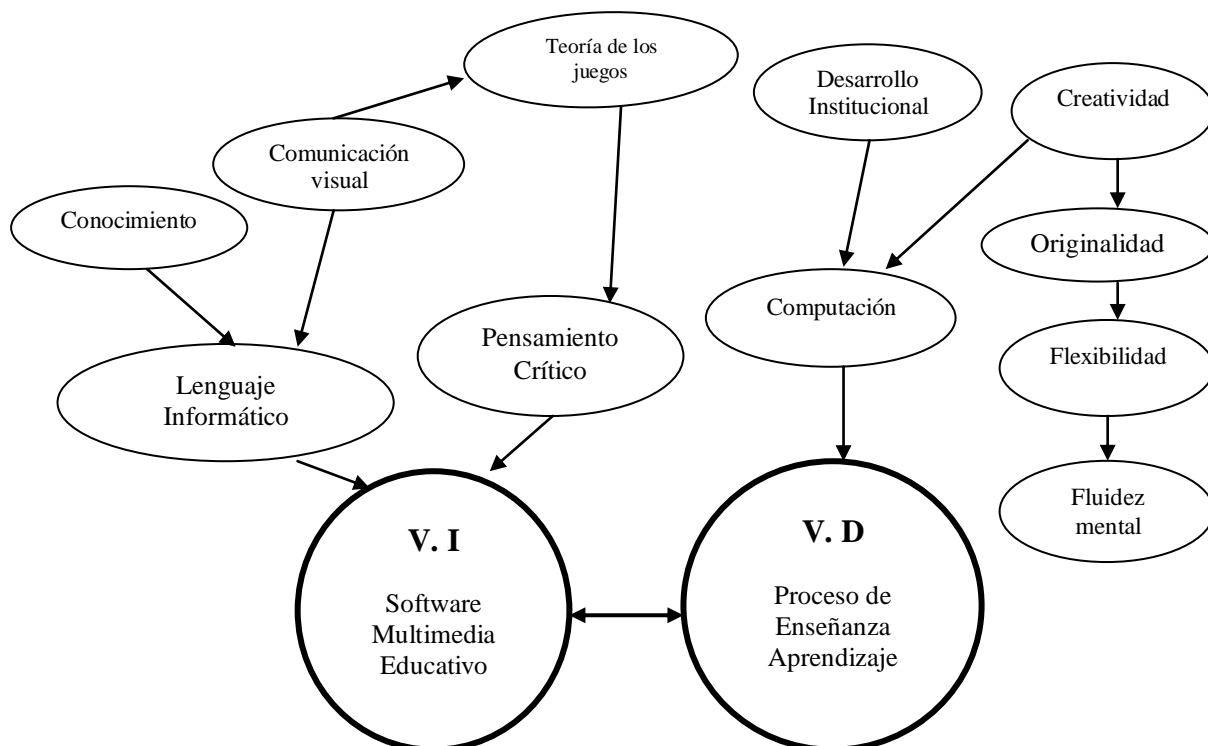 Teoría de los
juegos
Desarrollo
Institucional
Creatividad
Comunicación
visual
Conocimiento
Originalidad
Computación
Pensamiento
Crítico
Flexibilidad
Lenguaje
Informático
Fluidez
mental
V. I
Software
Multimedia
Educativo
V. D
Proceso de
Enseñanza
Aprendizaje